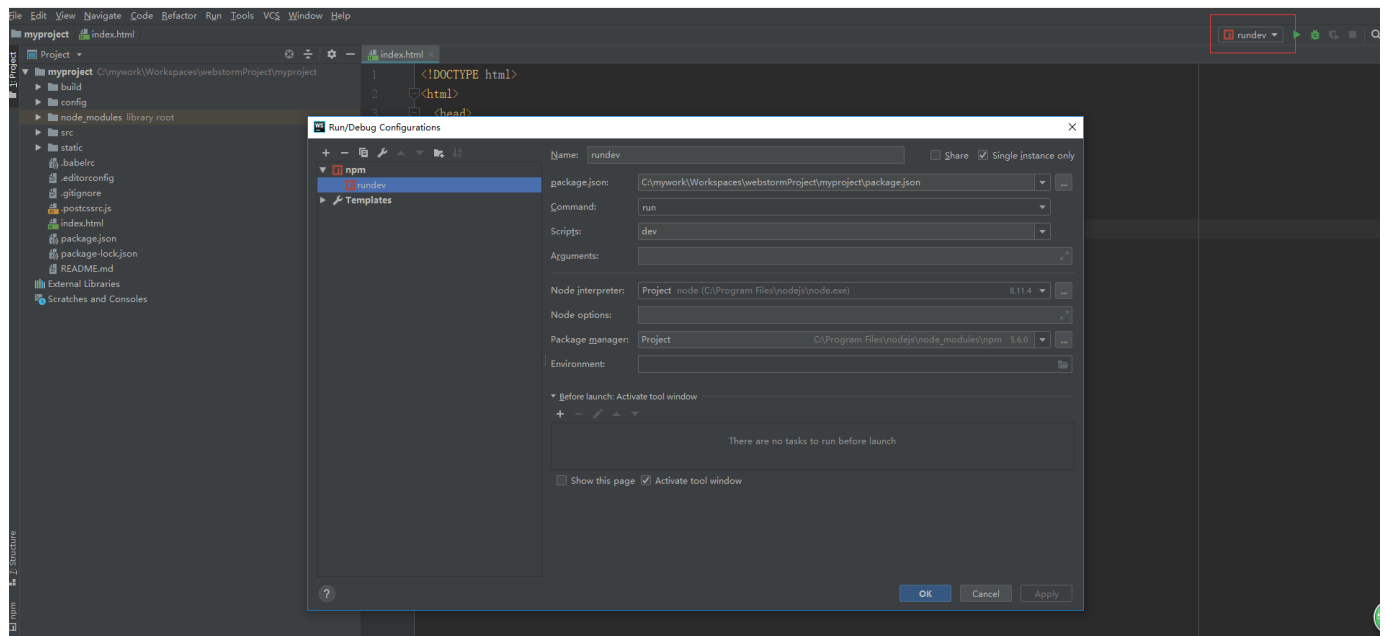 File Edit View Navigate Code Refactor Run Tools VCS Window Help
myproject index.html
rundev
Project
index.html
1: Project
myproject C:\mywork\Workspaces\webstormProject\myproject
build
config
node_modules library root
src
static
.babelrc
.editorconfig
.gitignore
.postcssrc.js
index.html
package.json
package-lock.json
README.md
External Libraries
Scratches and Consoles
1 <!DOCTYPE html>
2 <html>
3 <head>
WS Run/Debug Configurations
npm
rundev
Templates
Name: rundev
Share Single instance only
package.json: C:\mywork\Workspaces\webstormProject\myproject\package.json
Command: run
Scripts: dev
Arguments:
Node interpreter: Project node (C:\Program Files\nodejs\node.exe) 8.11.4
Node options:
Package manager: Project C:\Program Files\nodejs\node_modules\npm 5.6.0
Environment:
Before launch: Activate tool window
There are no tasks to run before launch
Show this page Activate tool window
? OK Cancel Apply
Z: Structure
npm